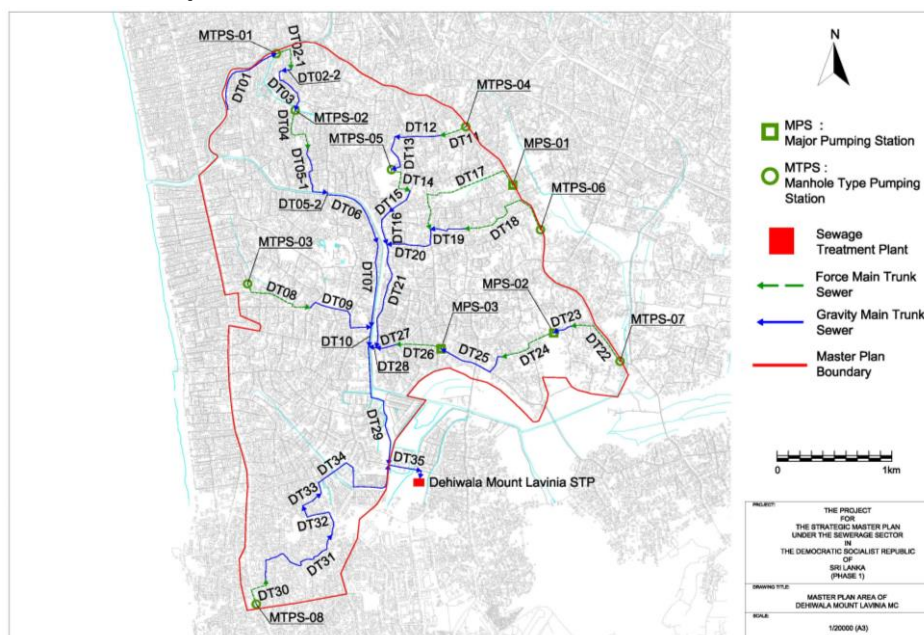 MTPS-01
DT02-1
DT02-2
DT01
DT03
MTPS-02
MTPS-04
DT04
DT12
DT11
MTPS-05
DT13
MPS-01
DT05-1
DT14
DT17
DT15
MTPS-06
DT05-2
DT06
DT16
DT18
DT19
DT20
MTPS-03
DT07
DT21
DT08
DT09
MPS-02
MPS-03
DT23
MTPS-07
DT10
DT27
DT26
DT24
DT22
DT28
DT25
DT29
DT34
DT35
Dehiwala Mount Lavinia STP
DT33
DT32
DT31
DT30
MTPS-08
N
MPS :
Major Pumping Station
MTPS :
Manhole Type Pumping
Station
Sewage
Treatment Plant
Force Main Trunk
Sewer
Gravity Main Trunk
Sewer
Master Plan
Boundary
0 1km
PROJECT:
THE PROJECT
FOR
THE STRATEGIC MASTER PLAN
UNDER THE SEWERAGE SECTOR
IN
THE DEMOCRATIC SOCIALIST REPUBLIC
OF
SRI LANKA
(PHASE 1)
DRAWING TITLE:
MASTER PLAN AREA OF
DEHIWALA MOUNT LAVINIA MC
SCALE:
1/20000 (A3)